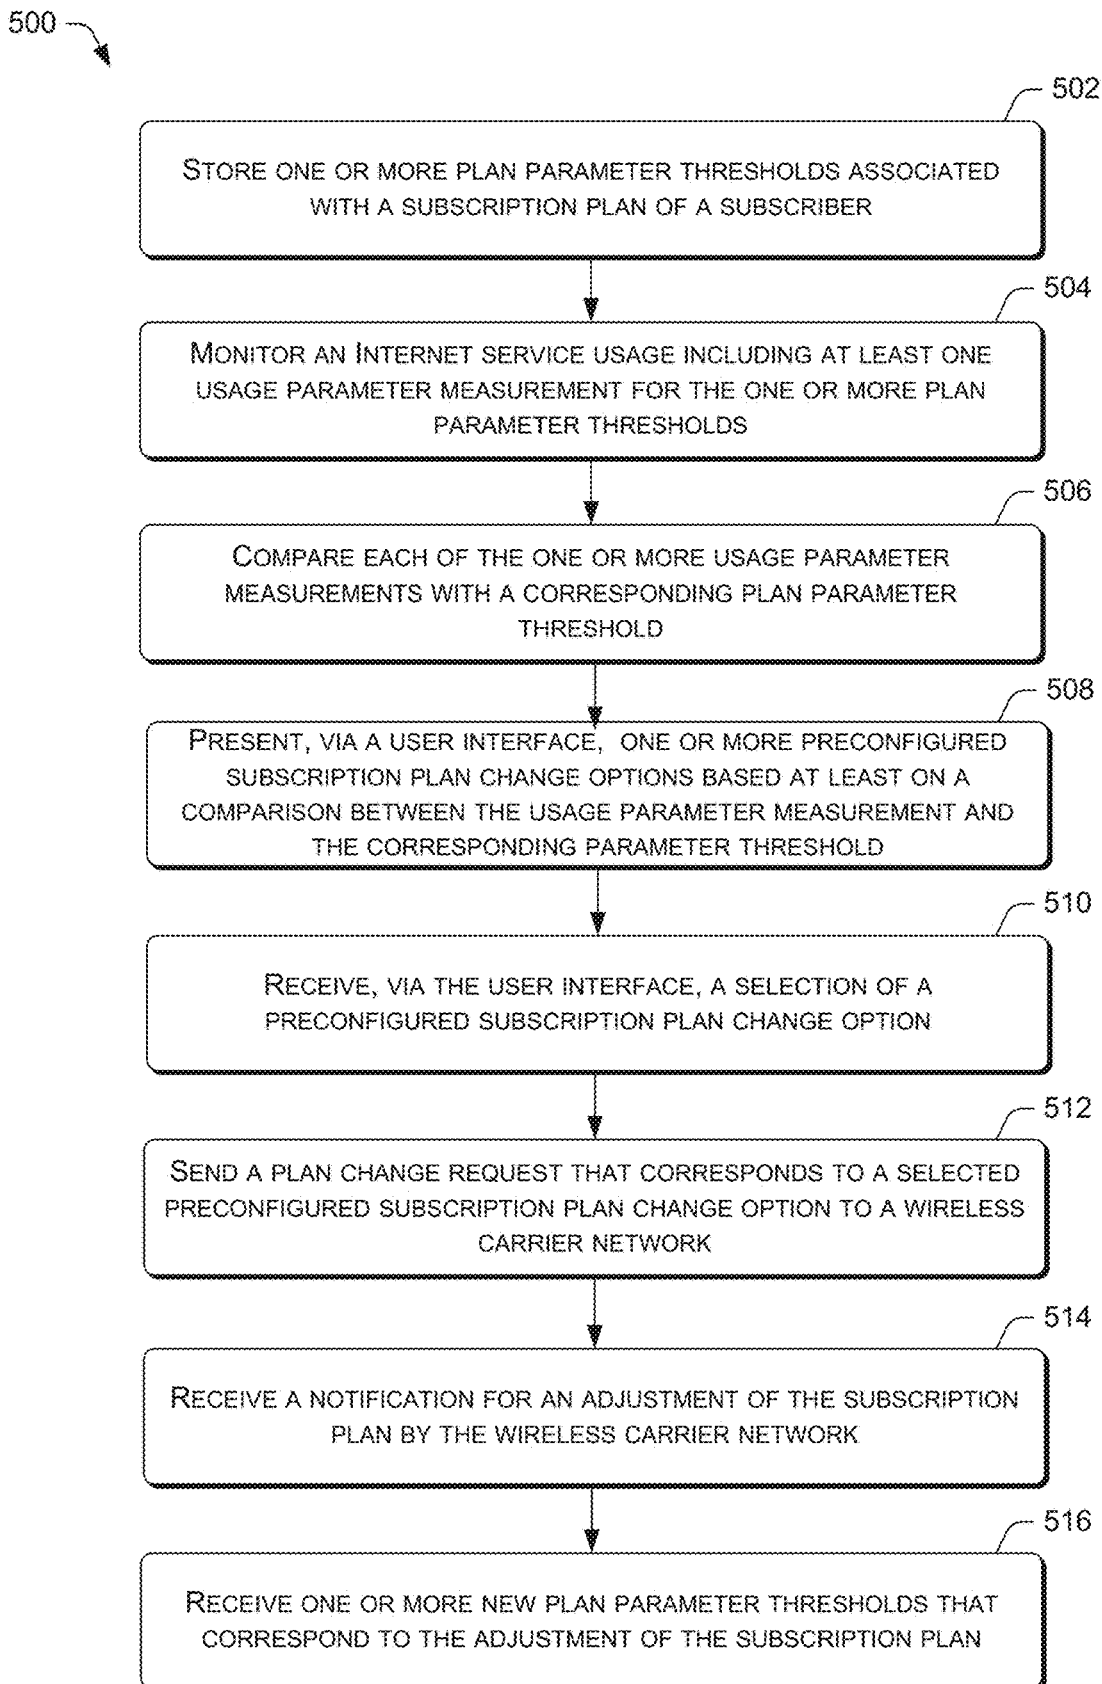 500
502
STORE ONE OR MORE PLAN PARAMETER THRESHOLDS ASSOCIATED
WITH A SUBSCRIPTION PLAN OF A SUBSCRIBER
504
MONITOR AN INTERNET SERVICE USAGE INCLUDING AT LEAST ONE
USAGE PARAMETER MEASUREMENT FOR THE ONE OR MORE PLAN
PARAMETER THRESHOLDS
506
COMPARE EACH OF THE ONE OR MORE USAGE PARAMETER
MEASUREMENTS WITH A CORRESPONDING PLAN PARAMETER
THRESHOLD
508
PRESENT, VIA A USER INTERFACE, ONE OR MORE PRECONFIGURED
SUBSCRIPTION PLAN CHANGE OPTIONS BASED AT LEAST ON A
COMPARISON BETWEEN THE USAGE PARAMETER MEASUREMENT AND
THE CORRESPONDING PARAMETER THRESHOLD
510
RECEIVE, VIA THE USER INTERFACE, A SELECTION OF A
PRECONFIGURED SUBSCRIPTION PLAN CHANGE OPTION
512
SEND A PLAN CHANGE REQUEST THAT CORRESPONDS TO A SELECTED
PRECONFIGURED SUBSCRIPTION PLAN CHANGE OPTION TO A WIRELESS
CARRIER NETWORK
514
RECEIVE A NOTIFICATION FOR AN ADJUSTMENT OF THE SUBSCRIPTION
PLAN BY THE WIRELESS CARRIER NETWORK
516
RECEIVE ONE OR MORE NEW PLAN PARAMETER THRESHOLDS THAT
CORRESPOND TO THE ADJUSTMENT OF THE SUBSCRIPTION PLAN